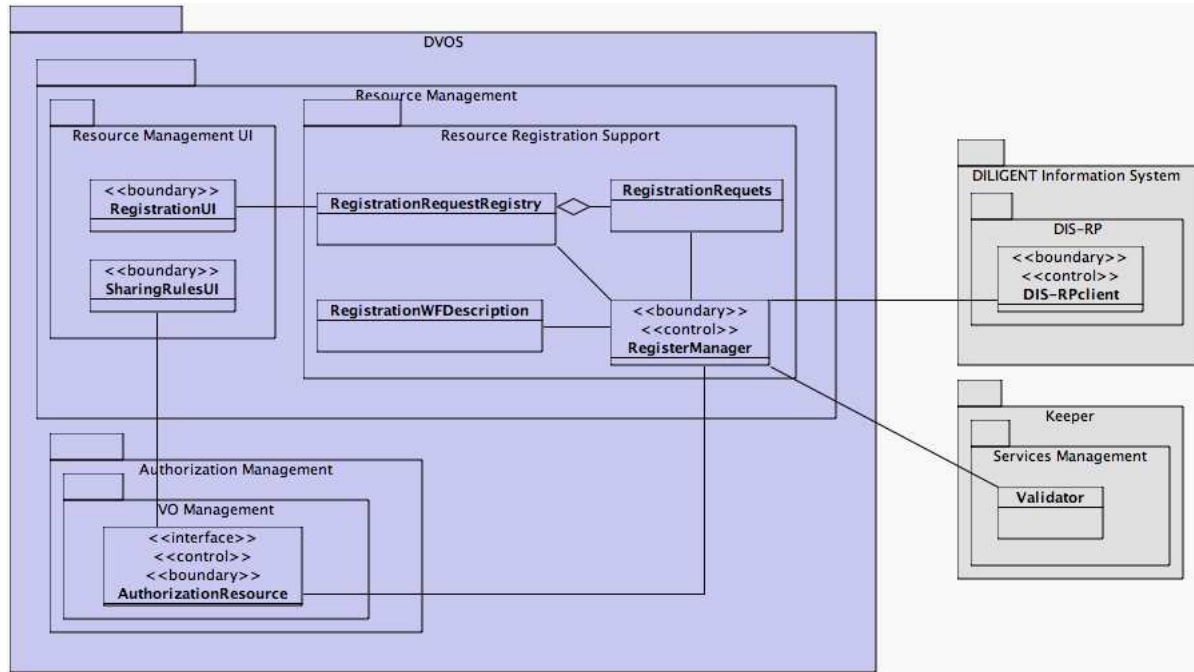 DVOS
Resource Management
Resource Management UI
Resource Registration Support
<<boundary>>
RegistrationUI
RegistrationRequestRegistry
RegistrationRequets
<<boundary>>
SharingRulesUI
RegistrationWFDescription
<<boundary>>
<<control>>
RegisterManager
Authorization Management
VO Management
<<interface>>
<<control>>
<<boundary>>
AuthorizationResource
DILIGENT Information System
DIS-RP
<<boundary>>
<<control>>
DIS-RPclient
Keeper
Services Management
Validator